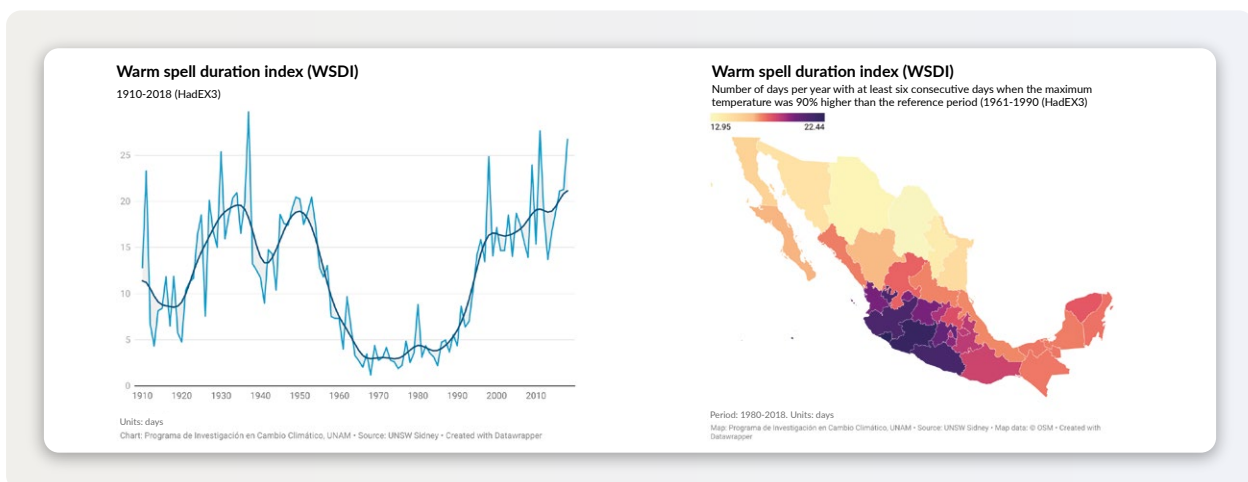 Warm spell duration index (WSDI)
1910-2018 (HadEX3)
25
20
15
10
5
0
1910 1920 1930 1940 1950 1960 1970 1980 1990 2000 2010
Units: days
Chart: Programa de Investigación en Cambio Climático, UNAM • Source: UNSW Sidney • Created with Datawrapper
Warm spell duration index (WSDI)
Number of days per year with at least six consecutive days when the maximum
temperature was 90% higher than the reference period (1961-1990 (HadEX3)
12.95 22.44
Period: 1980-2018. Units: days
Map: Programa de Investigación en Cambio Climático, UNAM • Source: UNSW Sidney • Map data: © OSM • Created with
Datawrapper